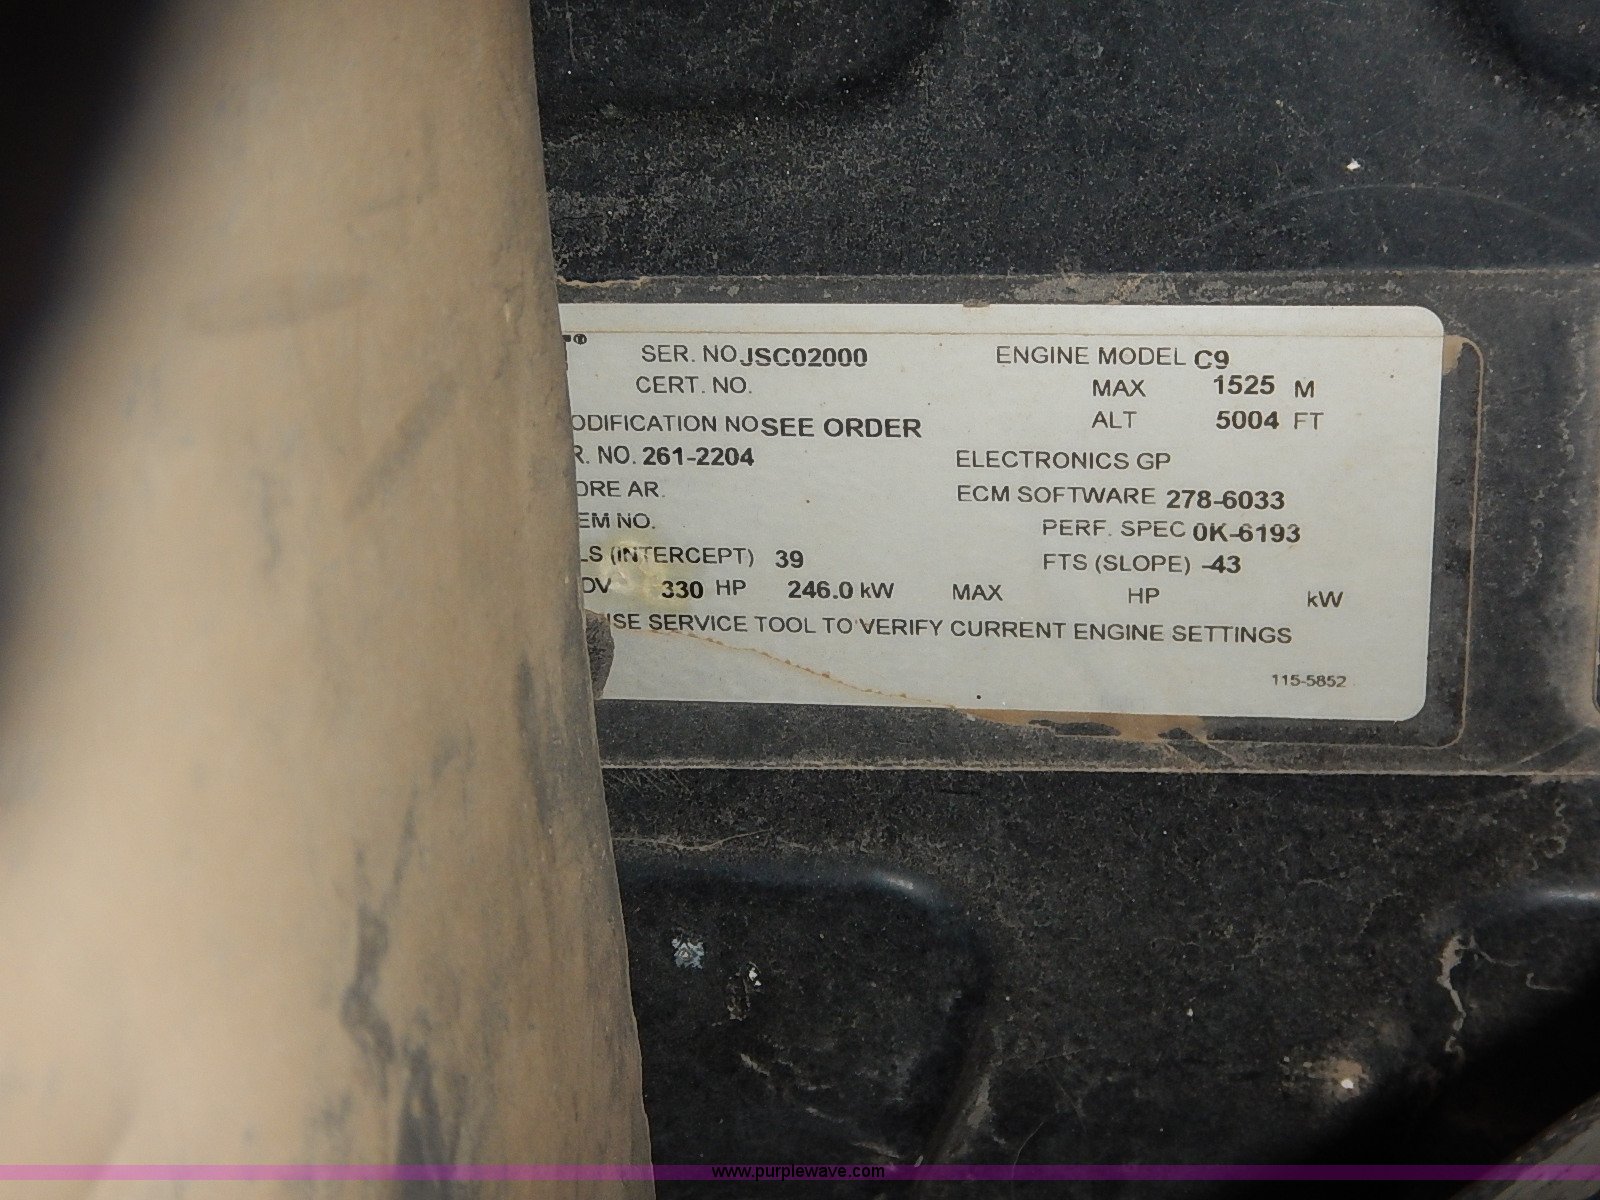 SER. NO. JSC02000 ENGINE MODEL C9
CERT. NO. MAX 1525 M
ODIFICATION NO SEE ORDER ALT 5004 FT
R. NO. 261-2204 ELECTRONICS GP
ORE AR. ECM SOFTWARE 278-6033
EM NO. PERF. SPEC 0K-6193
LS (INTERCEPT) 39 FTS (SLOPE) -43
DV 330 HP 246.0 kW MAX HP kW
USE SERVICE TOOL TO VERIFY CURRENT ENGINE SETTINGS
115-5852
www.purplewave.com